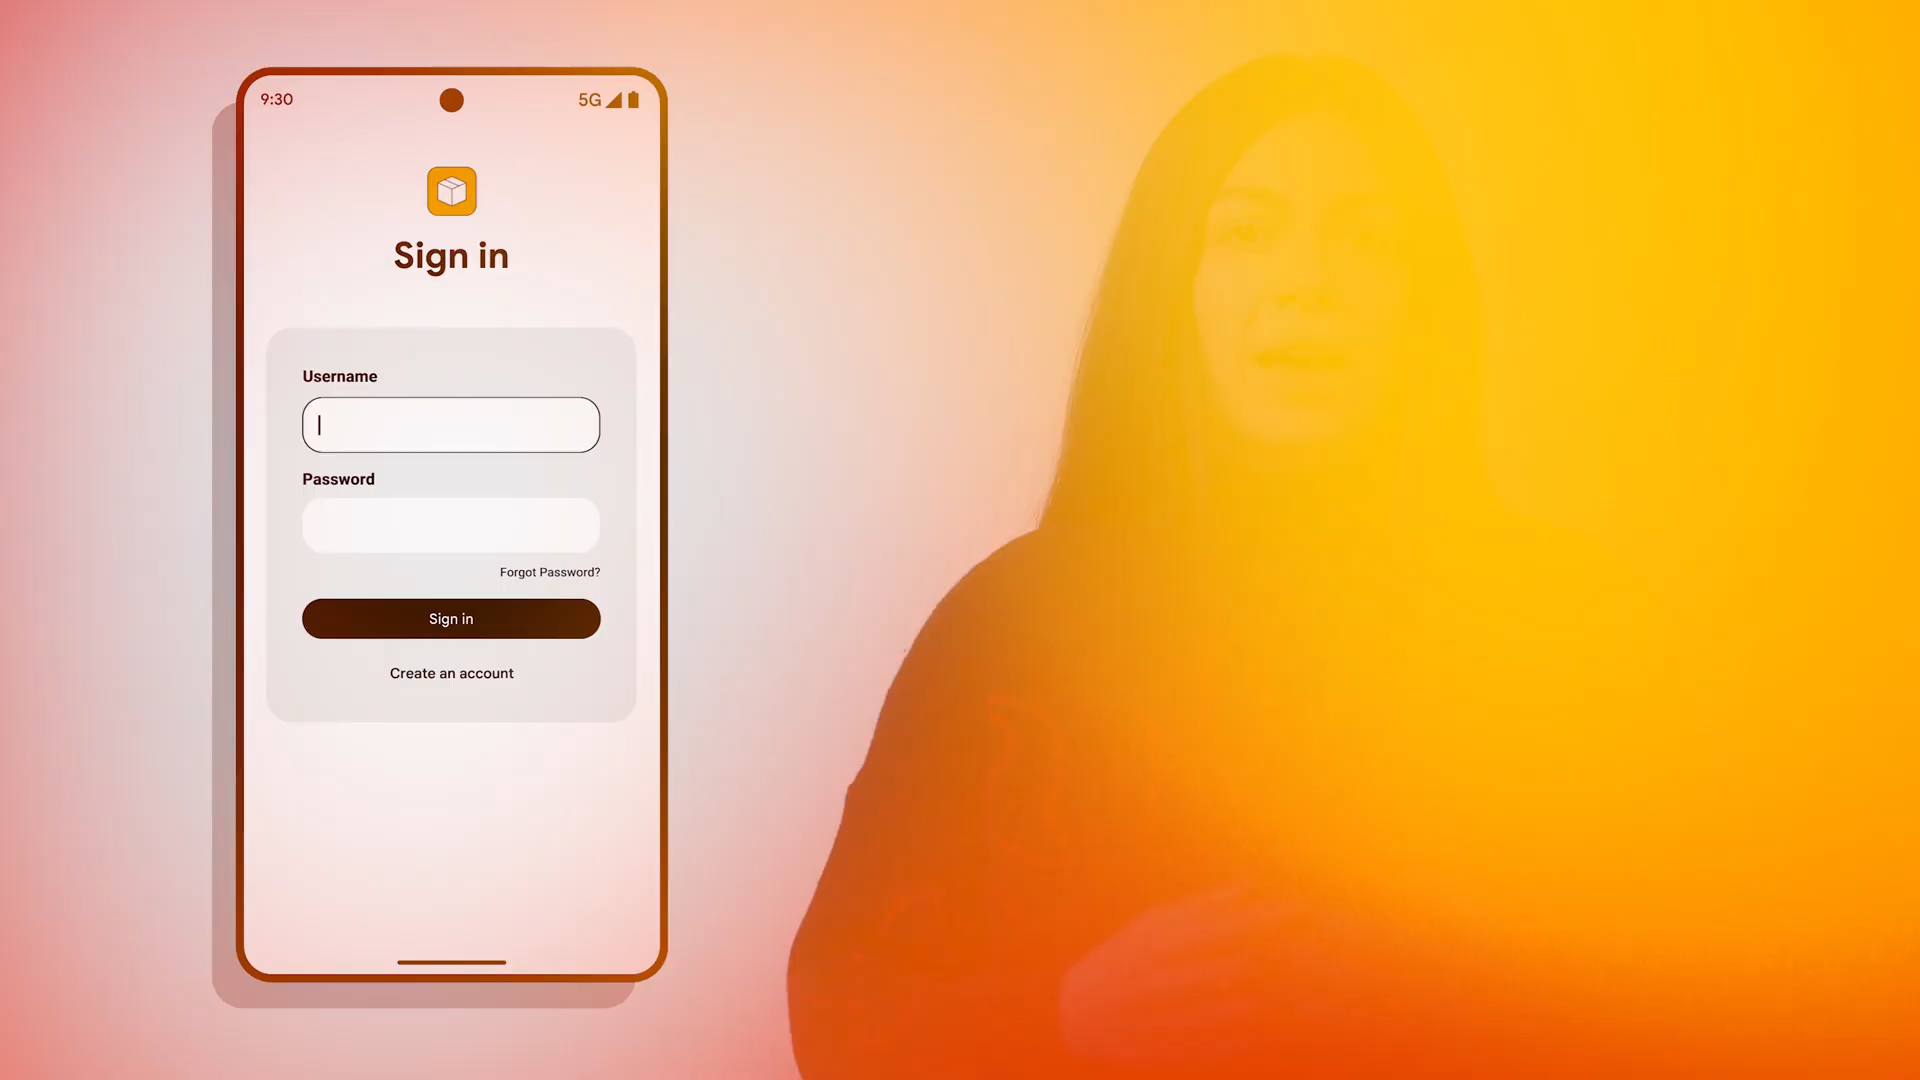 9:30 5G
Sign in
Username
Password
Forgot Password?
Sign in
Create an account